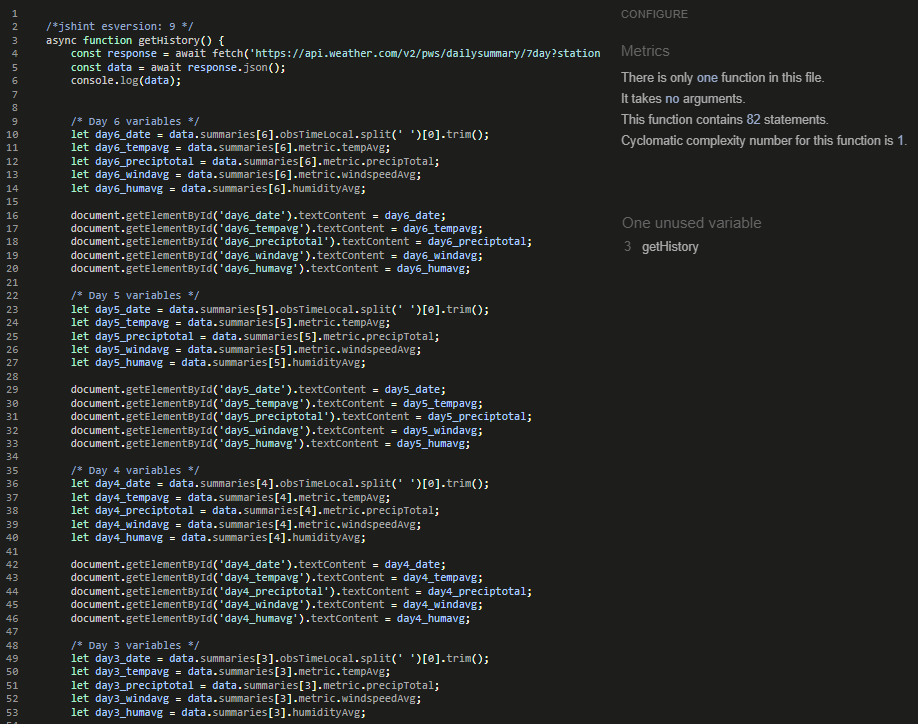 1
2 /*jshint esversion: 9 */
3 async function getHistory() {
4 const response = await fetch('https://api.weather.com/v2/pws/dailysummary/7day?station
5 const data = await response.json();
6 console.log(data);
7
8
9 /* Day 6 variables */
10 let day6_date = data.summaries[6].obsTimeLocal.split(' ')[0].trim();
11 let day6_tempavg = data.summaries[6].metric.tempAvg;
12 let day6_preciptotal = data.summaries[6].metric.precipTotal;
13 let day6_windavg = data.summaries[6].metric.windspeedAvg;
14 let day6_humavg = data.summaries[6].humidityAvg;
15
16 document.getElementById('day6_date').textContent = day6_date;
17 document.getElementById('day6_tempavg').textContent = day6_tempavg;
18 document.getElementById('day6_preciptotal').textContent = day6_preciptotal;
19 document.getElementById('day6_windavg').textContent = day6_windavg;
20 document.getElementById('day6_humavg').textContent = day6_humavg;
21
22 /* Day 5 variables */
23 let day5_date = data.summaries[5].obsTimeLocal.split(' ')[0].trim();
24 let day5_tempavg = data.summaries[5].metric.tempAvg;
25 let day5_preciptotal = data.summaries[5].metric.precipTotal;
26 let day5_windavg = data.summaries[5].metric.windspeedAvg;
27 let day5_humavg = data.summaries[5].humidityAvg;
28
29 document.getElementById('day5_date').textContent = day5_date;
30 document.getElementById('day5_tempavg').textContent = day5_tempavg;
31 document.getElementById('day5_preciptotal').textContent = day5_preciptotal;
32 document.getElementById('day5_windavg').textContent = day5_windavg;
33 document.getElementById('day5_humavg').textContent = day5_humavg;
34
35 /* Day 4 variables */
36 let day4_date = data.summaries[4].obsTimeLocal.split(' ')[0].trim();
37 let day4_tempavg = data.summaries[4].metric.tempAvg;
38 let day4_preciptotal = data.summaries[4].metric.precipTotal;
39 let day4_windavg = data.summaries[4].metric.windspeedAvg;
40 let day4_humavg = data.summaries[4].humidityAvg;
41
42 document.getElementById('day4_date').textContent = day4_date;
43 document.getElementById('day4_tempavg').textContent = day4_tempavg;
44 document.getElementById('day4_preciptotal').textContent = day4_preciptotal;
45 document.getElementById('day4_windavg').textContent = day4_windavg;
46 document.getElementById('day4_humavg').textContent = day4_humavg;
47
48 /* Day 3 variables */
49 let day3_date = data.summaries[3].obsTimeLocal.split(' ')[0].trim();
50 let day3_tempavg = data.summaries[3].metric.tempAvg;
51 let day3_preciptotal = data.summaries[3].metric.precipTotal;
52 let day3_windavg = data.summaries[3].metric.windspeedAvg;
53 let day3_humavg = data.summaries[3].humidityAvg;
CONFIGURE
Metrics
There is only one function in this file.
It takes no arguments.
This function contains 82 statements.
Cyclomatic complexity number for this function is 1.
One unused variable
3 getHistory